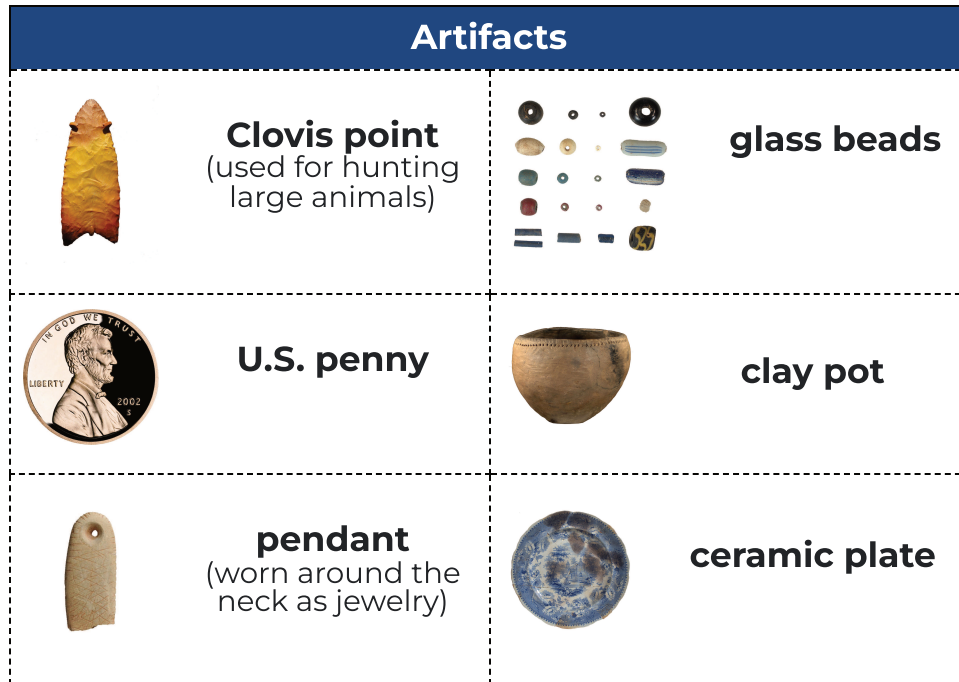 Artifacts
Clovis point
(used for hunting
large animals)
glass beads
IN GOD WE TRUST
LIBERTY
2002
S
U.S. penny
clay pot
pendant
(worn around the
neck as jewelry)
ceramic plate